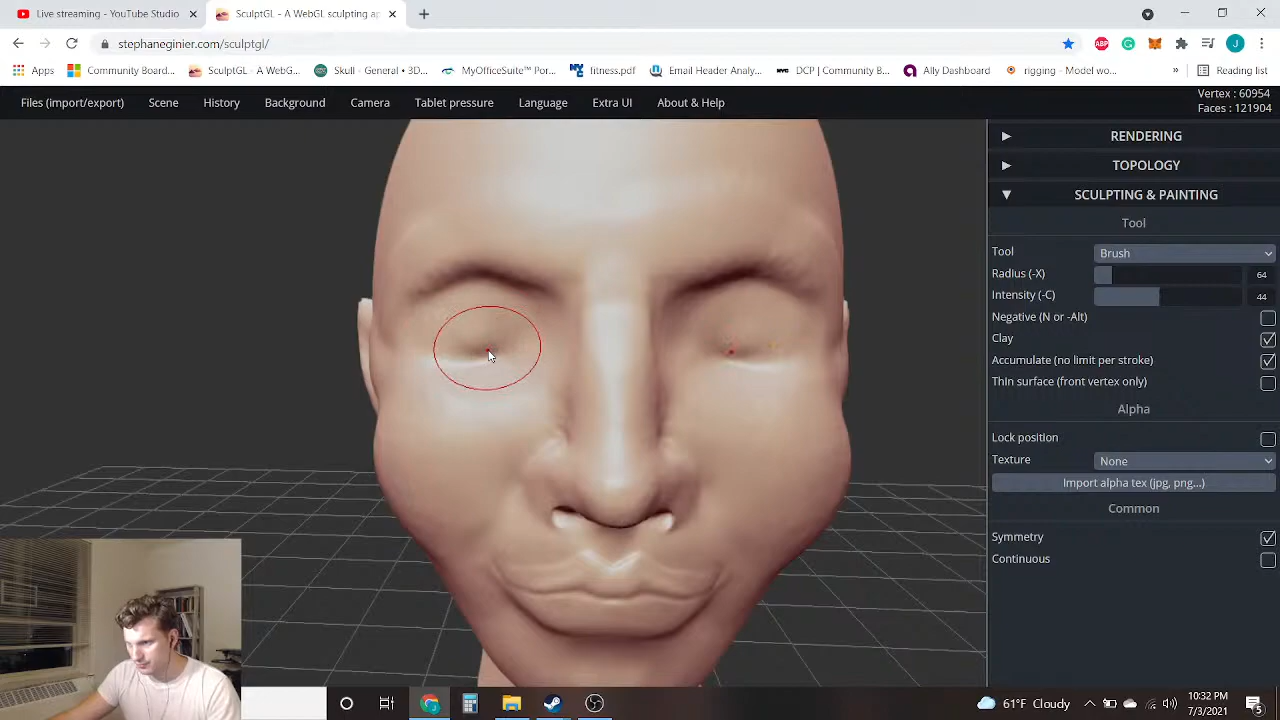 Live streaming - YouTube Studio
SculptGL - A WebGL sculpting ap
stephaneginier.com/sculptgl/
Apps
Community Board...
SculptGL - A WebG...
Skull - General • 3D...
MyOfficeSuite™ Por...
fitness.pdf
Email Header Analy...
DCP | Community B...
Ally Dashboard
rigging - Model wo...
»
Reading list
Files (import/export) Scene History Background Camera Tablet pressure Language Extra UI About & Help
Vertex : 60954
Faces : 121904
RENDERING
TOPOLOGY
SCULPTING & PAINTING
Tool
Tool Brush
Radius (-X) 64
Intensity (-C) 44
Negative (N or -Alt)
Clay
Accumulate (no limit per stroke)
Thin surface (front vertex only)
Alpha
Lock position
Texture None
Import alpha tex (jpg, png...)
Common
Symmetry
Continuous
61°F Cloudy
10:32 PM
7/3/2021
5